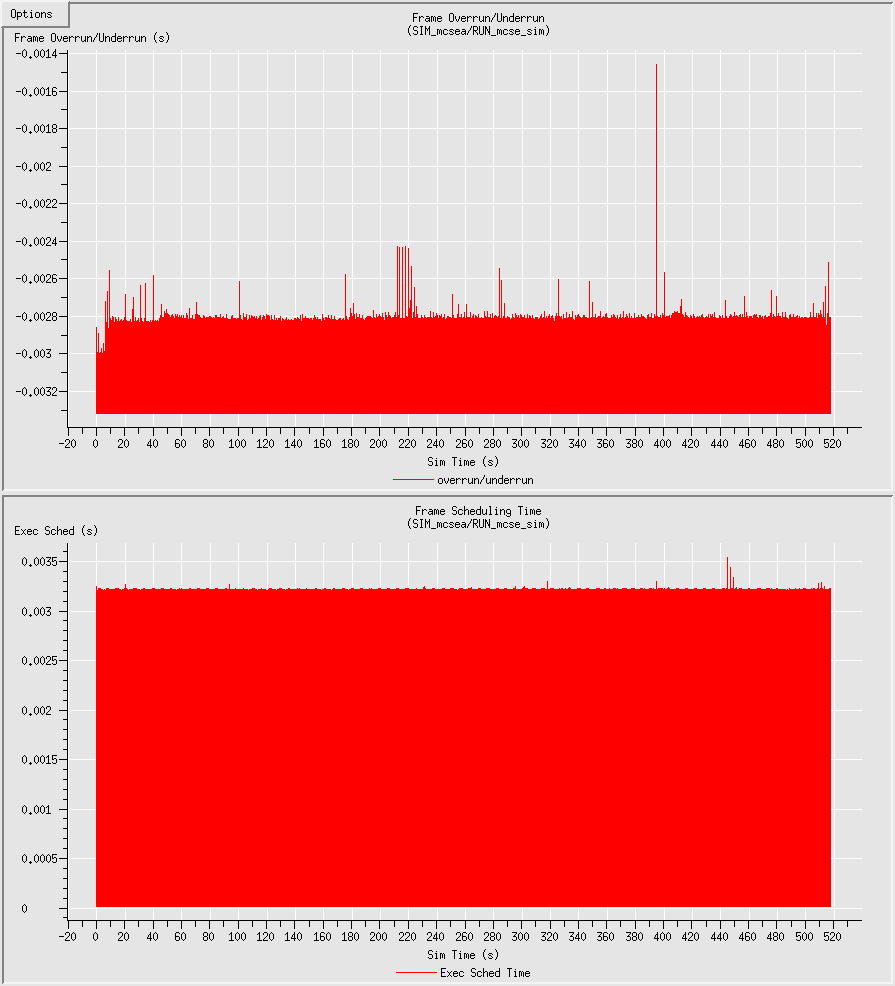 Options
Frame Overrun/Underrun
(SIM_mcsea/RUN_mcse_sim)
Frame Overrun/Underrun (s)
-0.0014
-0.0016
-0.0018
-0.002
-0.0022
-0.0024
-0.0026
-0.0028
-0.003
-0.0032
-20 0 20 40 60 80 100 120 140 160 180 200 220 240 260 280 300 320 340 360 380 400 420 440 460 480 500 520
Sim Time (s)
overrun/underrun
Frame Scheduling Time
(SIM_mcsea/RUN_mcse_sim)
Exec Sched (s)
0.0035
0.003
0.0025
0.002
0.0015
0.001
0.0005
0
-20 0 20 40 60 80 100 120 140 160 180 200 220 240 260 280 300 320 340 360 380 400 420 440 460 480 500 520
Sim Time (s)
Exec Sched Time